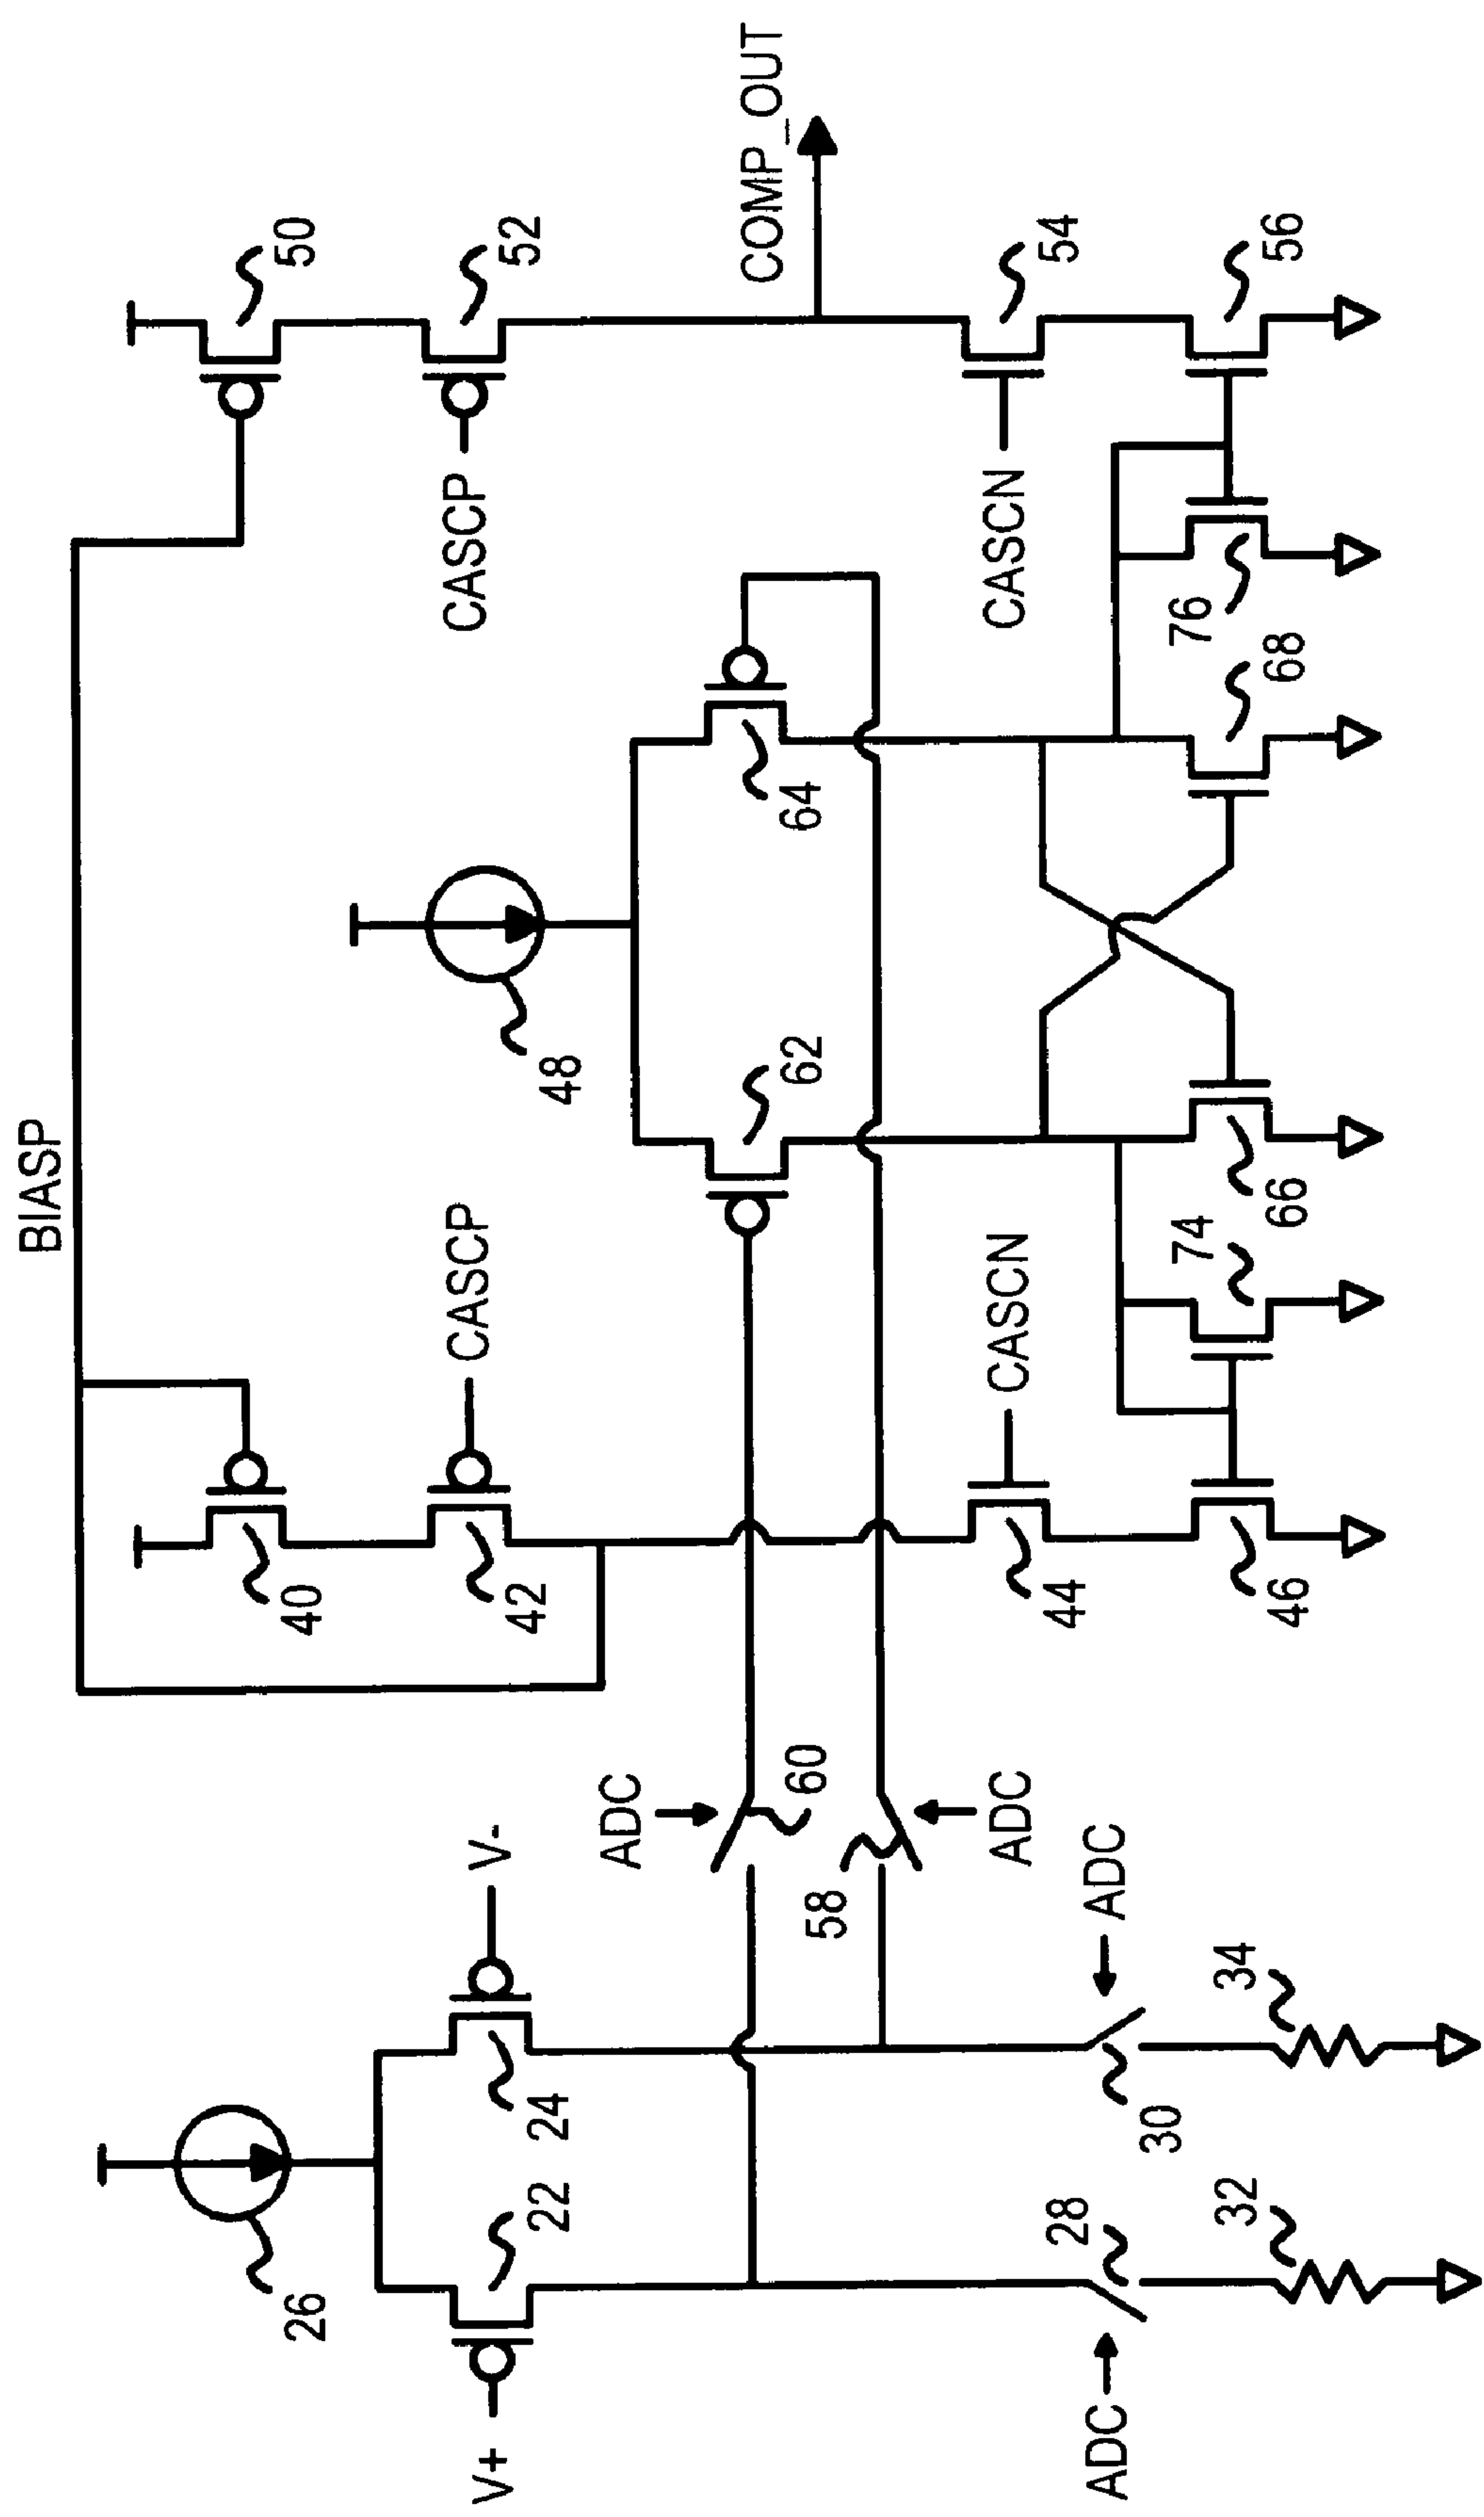 BIASP
50
40
CASCP
CASCP
52
26
42
48
V+
V-
22
24
ADC
62
64
COMP_OUT
60
58
ADC
CASCN
CASCN
44
54
ADC
28
ADC
30
74
76
32
34
46
66
68
56